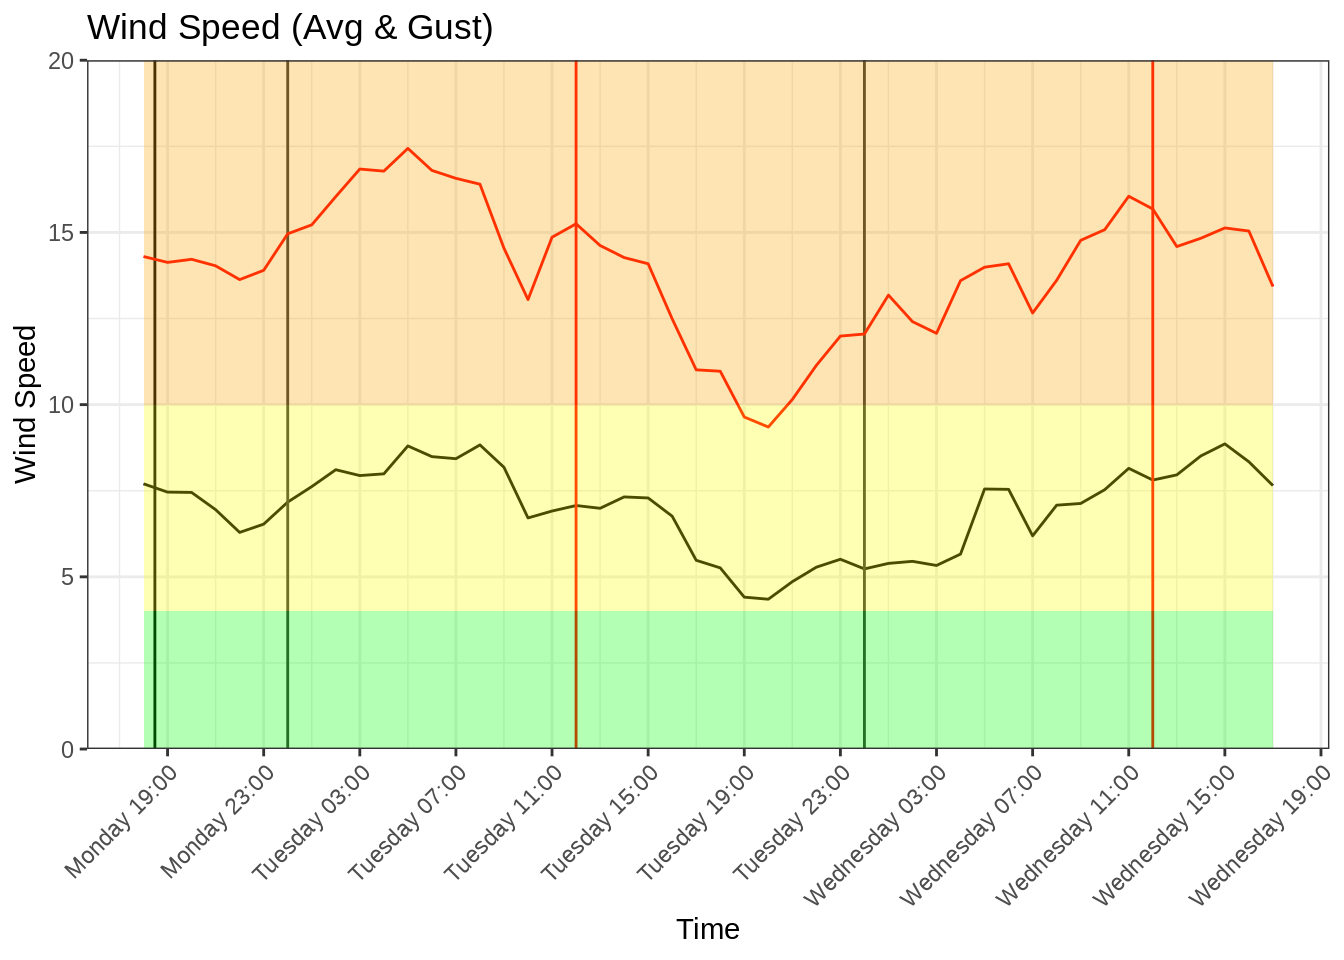 Wind Speed (Avg & Gust)
20
15
10
5
0
Wind Speed
Monday 19:00
Monday 23:00
Tuesday 03:00
Tuesday 07:00
Tuesday 11:00
Tuesday 15:00
Tuesday 19:00
Tuesday 23:00
Wednesday 03:00
Wednesday 07:00
Wednesday 11:00
Wednesday 15:00
Wednesday 19:00
Time